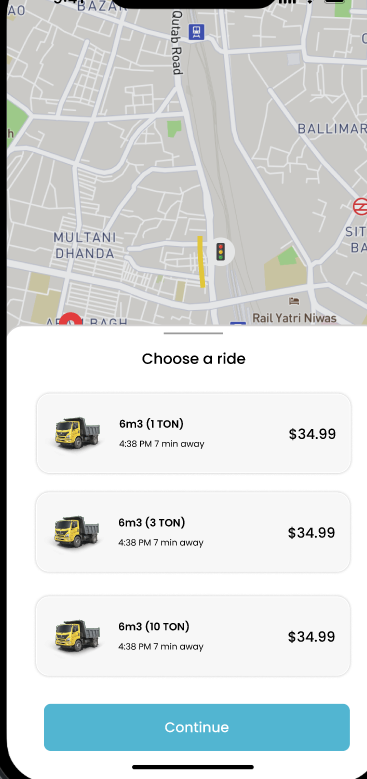 BAZAR
Qutab Road
BALLIMAR
MULTANI
DHANDA
SIT
BA
Rail Yatri Niwas
Choose a ride
6m3 (1 TON)
4:38 PM 7 min away
$34.99
6m3 (3 TON)
4:38 PM 7 min away
$34.99
6m3 (10 TON)
4:38 PM 7 min away
$34.99
Continue